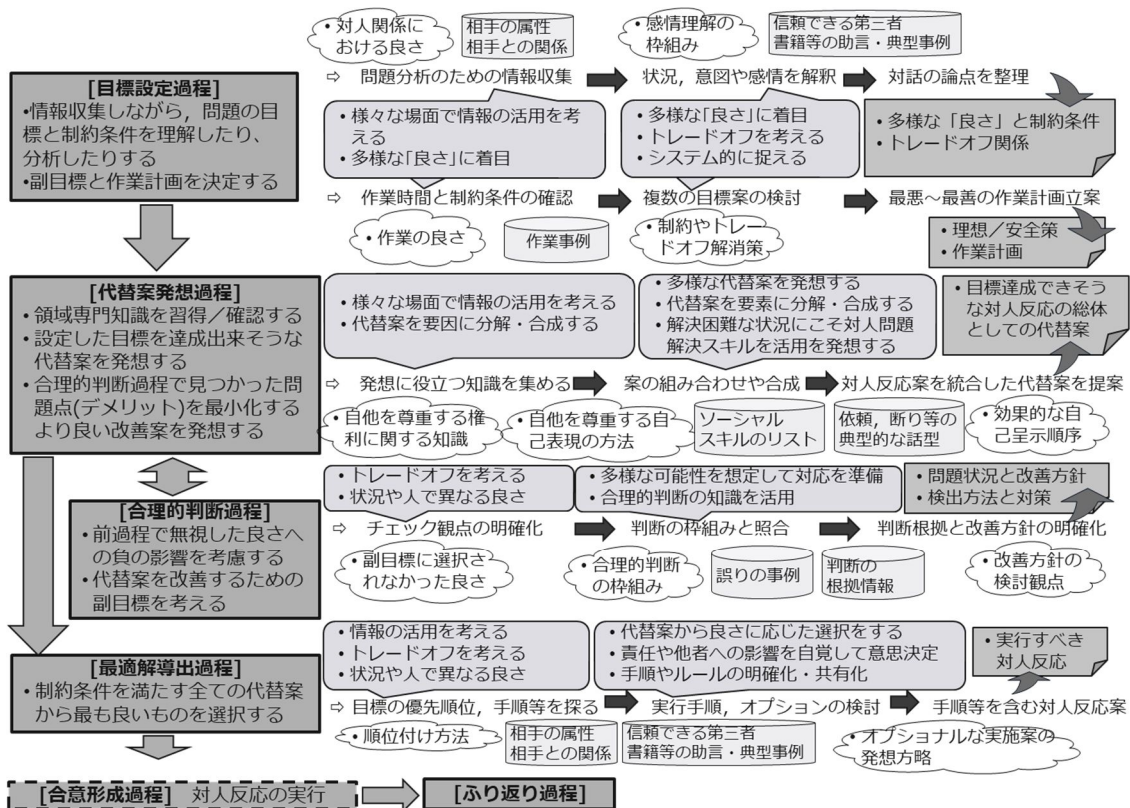 [目標設定過程]
•情報収集しながら，問題の目
標と制約条件を理解したり、
分析したりする
•副目標と作業計画を決定する
• 対人関係に
おける良さ
相手の属性
相手との関係
• 感情理解の
枠組み
信頼できる第三者
書籍等の助言・典型事例
⇨ 問題分析のための情報収集
状況，意図や感情を解釈
対話の論点を整理
• 様々な場面で情報の活用を考
える
• 多様な｢良さ｣に着目
• 多様な｢良さ｣に着目
• トレードオフを考える
• システム的に捉える
• 多様な「良さ」と制約条件
• トレードオフ関係
⇨ 作業時間と制約条件の確認
複数の目標案の検討
最悪～最善の作業計画立案
• 作業の良さ
作業事例
• 制約やトレー
ドオフ解消策
• 理想／安全策
• 作業計画
[代替案発想過程]
• 領域専門知識を習得／確認する
• 設定した目標を達成出来そうな
代替案を発想する
• 合理的判断過程で見つかった問
題点(デメリット)を最小化する
より良い改善案を発想する
• 様々な場面で情報の活用を考える
• 代替案を要因に分解・合成する
• 多様な代替案を発想する
• 代替案を要素に分解・合成する
• 解決困難な状況にこそ対人問題
解決スキルを活用を発想する
• 目標達成できそう
な対人反応の総体
としての代替案
⇨ 発想に役立つ知識を集める
案の組み合わせや合成
対人反応案を統合した代替案を提案
• 自他を尊重する権
利に関する知識
• 自他を尊重する自
己表現の方法
ソーシャル
スキルのリスト
依頼，断り等の
典型的な話型
• 効果的な自
己呈示順序
[合理的判断過程]
• 前過程で無視した良さへ
の負の影響を考慮する
• 代替案を改善するための
副目標を考える
• トレードオフを考える
• 状況や人で異なる良さ
• 多様な可能性を想定して対応を準備
• 合理的判断の知識を活用
• 問題状況と改善方針
• 検出方法と対策
⇨ チェック観点の明確化
判断の枠組みと照合
判断根拠と改善方針の明確化
• 副目標に選択さ
れなかった良さ
• 合理的判断
の枠組み
誤りの事例
判断の
根拠情報
• 改善方針の
検討観点
[最適解導出過程]
• 制約条件を満たす全ての代替案
から最も良いものを選択する
• 情報の活用を考える
• トレードオフを考える
• 状況や人で異なる良さ
• 代替案から良さに応じた選択をする
• 責任や他者への影響を自覚して意思決定
• 手順やルールの明確化・共有化
• 実行すべき
対人反応
⇨ 目標の優先順位，手順等を探る
実行手順，オプションの検討
手順等を含む対人反応案
• 順位付け方法
相手の属性
相手との関係
信頼できる第三者
書籍等の助言・典型事例
• オプショナルな実施案の
発想方略
[合意形成過程] 対人反応の実行
[ふり返り過程]